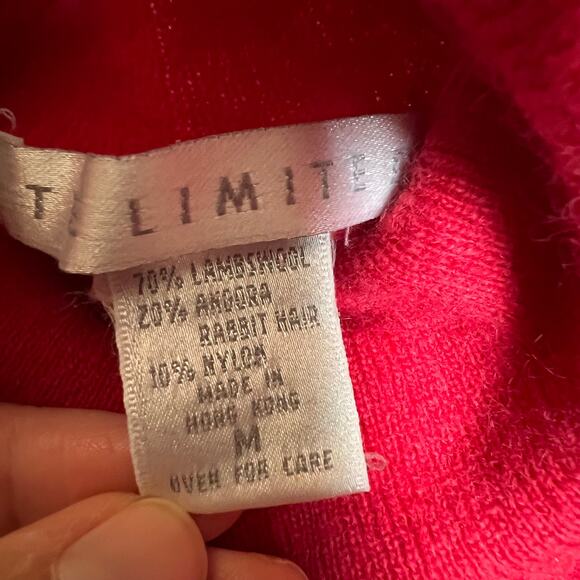 T LIMITE
70% LAMBSWOOL
20% ANGORA
RABBIT HAIR
10% NYLON
MADE IN
HONG KONG
M
OVER FOR CARE